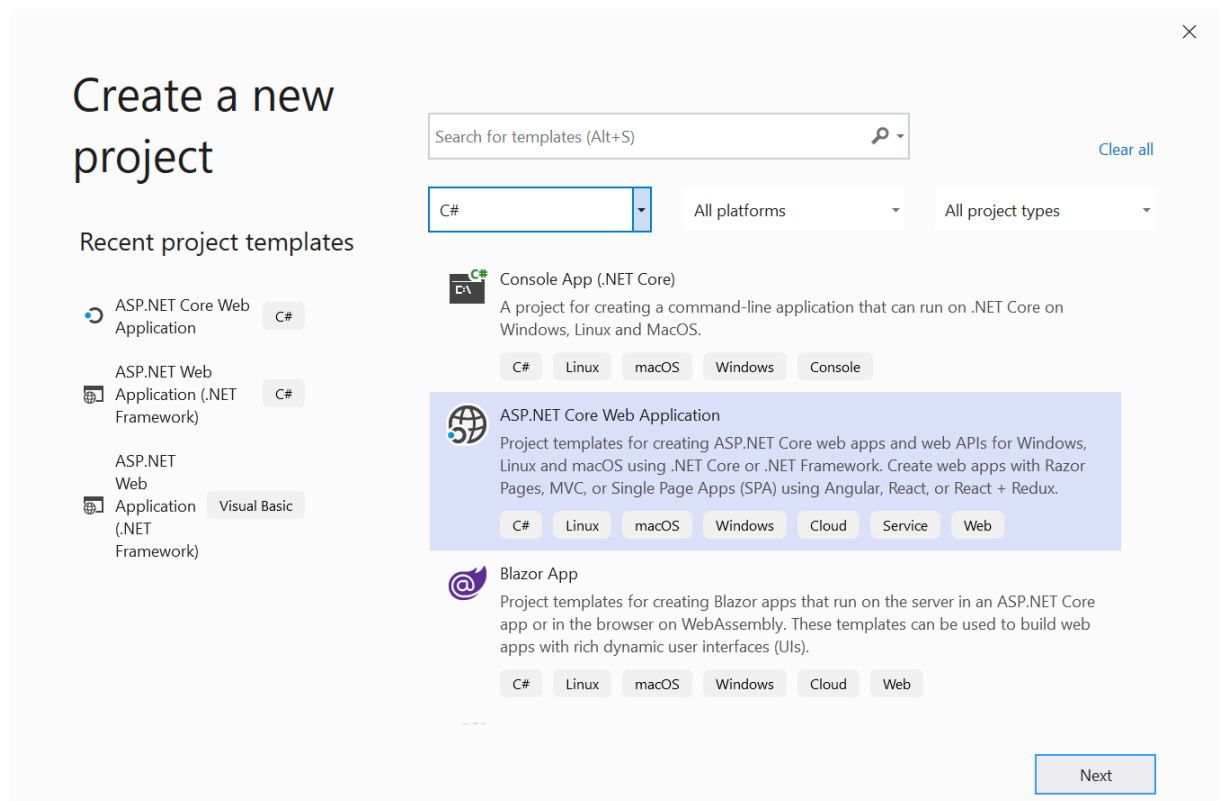 Create a new
project
Search for templates (Alt+S)
Clear all
C#
All platforms
All project types
Recent project templates
ASP.NET Core Web
Application
C#
ASP.NET Web
Application (.NET
Framework)
C#
ASP.NET
Web
Application
(.NET
Framework)
Visual Basic
C#
C:\
Console App (.NET Core)
A project for creating a command-line application that can run on .NET Core on
Windows, Linux and MacOS.
C# Linux macOS Windows Console
ASP.NET Core Web Application
Project templates for creating ASP.NET Core web apps and web APIs for Windows,
Linux and macOS using .NET Core or .NET Framework. Create web apps with Razor
Pages, MVC, or Single Page Apps (SPA) using Angular, React, or React + Redux.
C# Linux macOS Windows Cloud Service Web
@
Blazor App
Project templates for creating Blazor apps that run on the server in an ASP.NET Core
app or in the browser on WebAssembly. These templates can be used to build web
apps with rich dynamic user interfaces (UIs).
C# Linux macOS Windows Cloud Web
Next